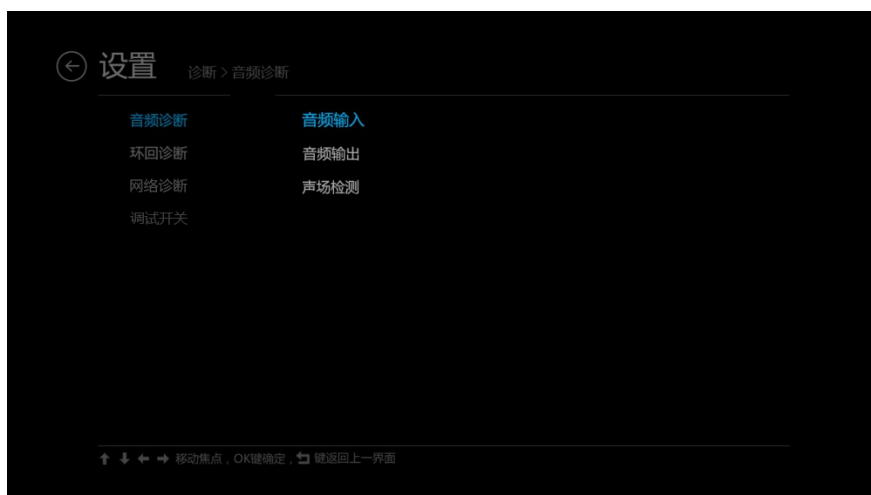 设置 诊断 > 音频诊断
音频诊断 音频输入
环回诊断 音频输出
网络诊断 声场检测
调试开关
移动焦点，OK键确定， 键返回上一界面